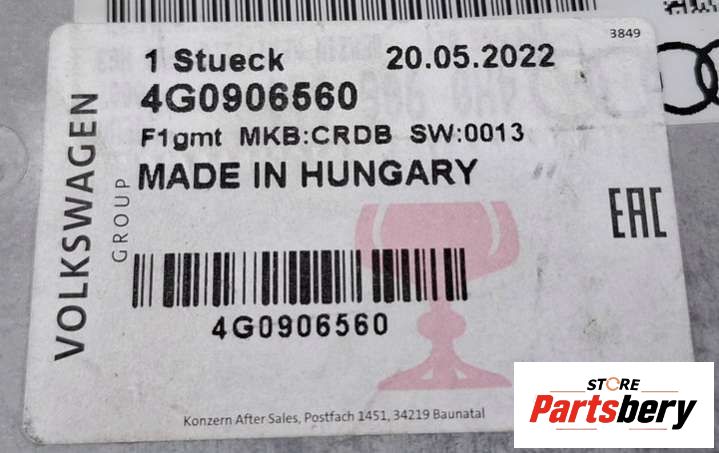 3849
1 Stueck 20.05.2022
4G0906560
F1gmt MKB:CRDB SW:0013
MADE IN HUNGARY
VOLKSWAGEN
GROUP
EAC
4G0906560
Konzern After Sales, Postfach 1451, 34219 Baunatal
STORE
Partsbery